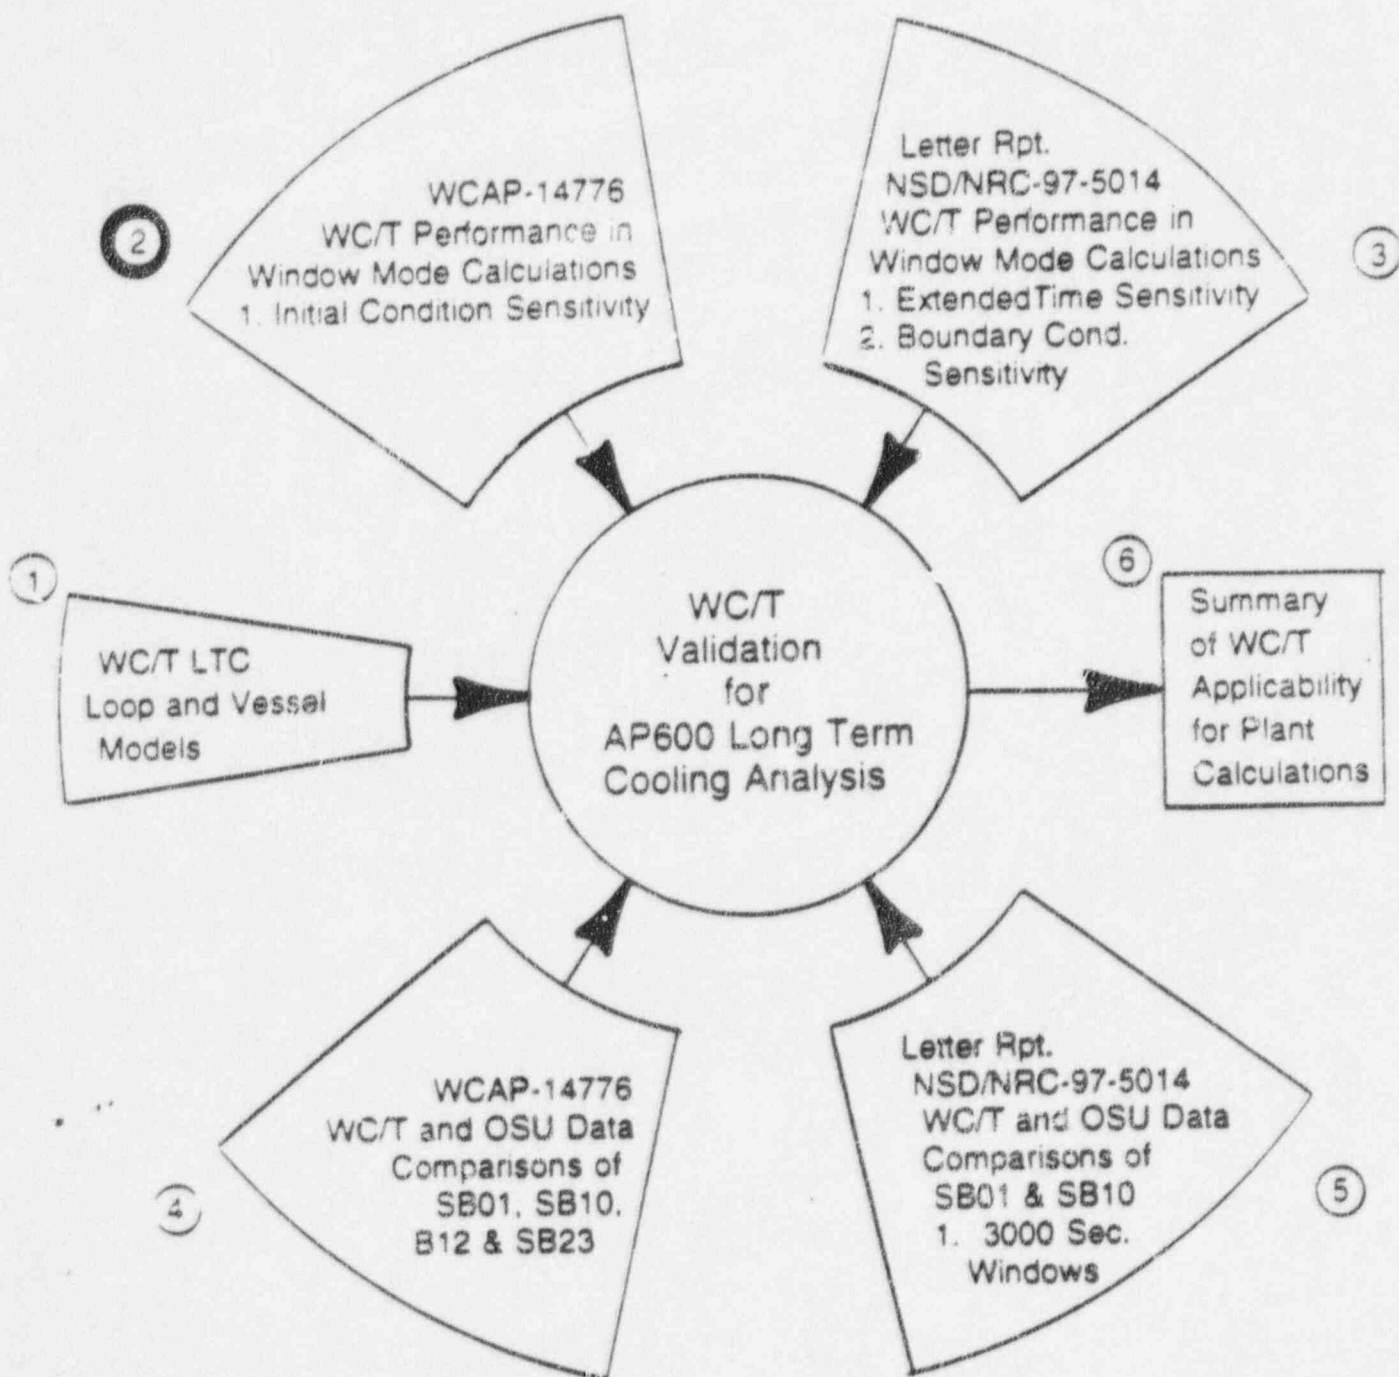 2
WCAP-14776
WC/T Performance in
Window Mode Calculations
1. Initial Condition Sensitivity
Letter Rpt.
NSD/NRC-97-5014
WC/T Performance in
Window Mode Calculations
1. ExtendedTime Sensitivity
2. Boundary Cond.
Sensitivity
3
1
WC/T LTC
Loop and Vessel
Models
WC/T
Validation
for
AP600 Long Term
Cooling Analysis
6
Summary
of WC/T
Applicability
for Plant
Calculations
4
WCAP-14776
WC/T and OSU Data
Comparisons of
SB01, SB10,
B12 & SB23
Letter Rpt.
NSD/NRC-97-5014
WC/T and OSU Data
Comparisons of
SB01 & SB10
1. 3000 Sec.
Windows
5